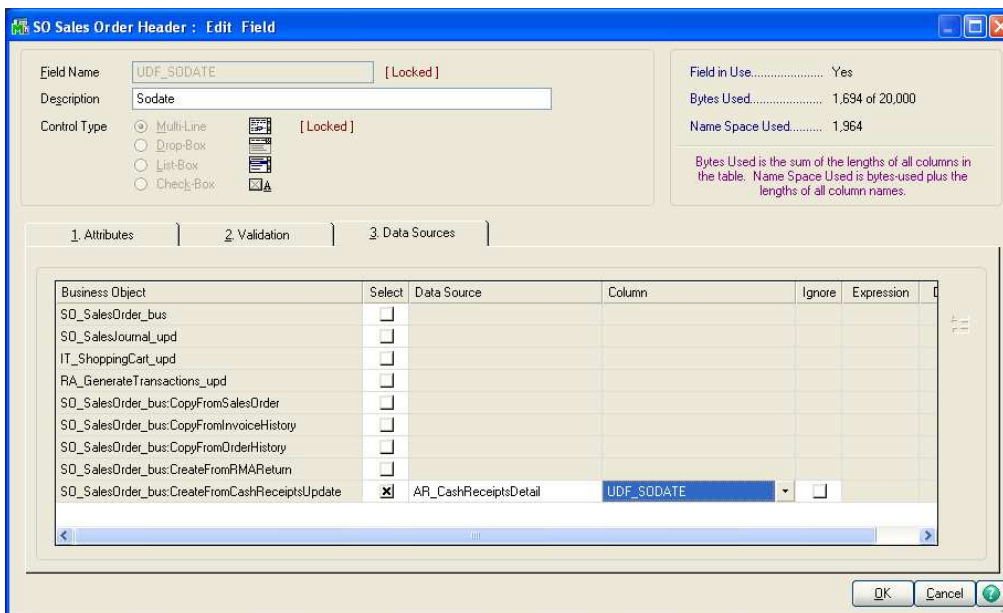 SO Sales Order Header : Edit Field
Field Name UDF_SODATE [ Locked ]
Description Sodate
Control Type Multi-Line [ Locked ]
Drop-Box
List-Box
Check-Box
Field in Use...................... Yes
Bytes Used...................... 1,694 of 20,000
Name Space Used.......... 1,964
Bytes Used is the sum of the lengths of all columns in
the table. Name Space Used is bytes-used plus the
lengths of all column names.
1. Attributes 2. Validation 3. Data Sources
Business Object Select Data Source Column Ignore Expression
SO_SalesOrder_bus
SO_SalesJournal_upd
IT_ShoppingCart_upd
RA_GenerateTransactions_upd
SO_SalesOrder_bus:CopyFromSalesOrder
SO_SalesOrder_bus:CopyFromInvoiceHistory
SO_SalesOrder_bus:CopyFromOrderHistory
SO_SalesOrder_bus:CreateFromRMAReturn
SO_SalesOrder_bus:CreateFromCashReceiptsUpdate AR_CashReceiptsDetail UDF_SODATE
OK Cancel